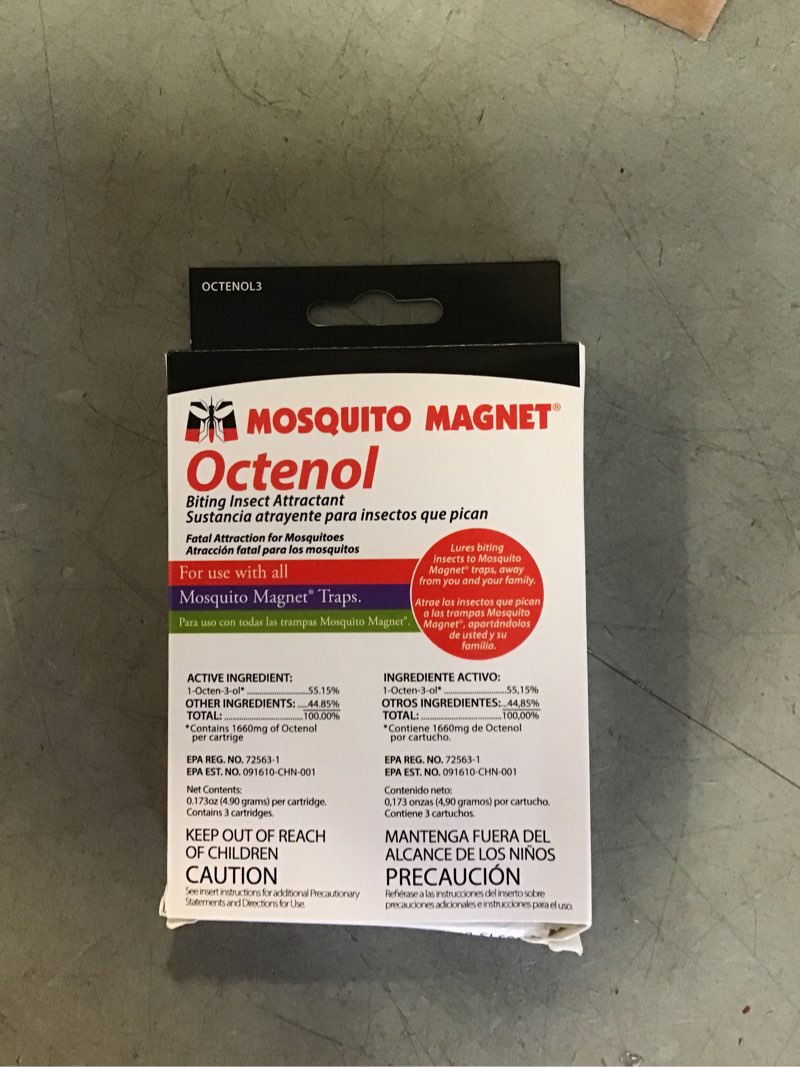 OCTENOL3
MOSQUITO MAGNET®
Octenol
Biting Insect Attractant
Sustancia atrayente para insectos que pican
Fatal Attraction for Mosquitoes
Atracción fatal para los mosquitos
For use with all
Mosquito Magnet® Traps.
Para uso con todas las trampas Mosquito Magnet®.
Lures biting
insects to Mosquito
Magnet® traps, away
from you and your family.
Atrae los insectos que pican
a las trampas Mosquito
Magnet®, apartándolos
de usted y su
familia.
ACTIVE INGREDIENT:
1-Octen-3-ol* ......................55.15%
OTHER INGREDIENTS: ....44.85%
TOTAL: ............................100.00%
*Contains 1660mg of Octenol
per cartrige
EPA REG. NO. 72563-1
EPA EST. NO. 091610-CHN-001
Net Contents:
0.173oz (4.90 grams) per cartridge.
Contains 3 cartridges.
KEEP OUT OF REACH
OF CHILDREN
CAUTION
See insert instructions for additional Precautionary
Statements and Directions for Use.
INGREDIENTE ACTIVO:
1-Octen-3-ol* ......................55,15%
OTROS INGREDIENTES:...44,85%
TOTAL: ............................100,00%
*Contiene 1660mg de Octenol
por cartucho.
EPA REG. NO. 72563-1
EPA EST. NO. 091610-CHN-001
Contenido neto:
0,173 onzas (4,90 gramos) por cartucho.
Contiene 3 cartuchos.
MANTENGA FUERA DEL
ALCANCE DE LOS NIÑOS
PRECAUCIÓN
Refiérase a las instrucciones del inserto sobre
precauciones adicionales e instrucciones para el uso.